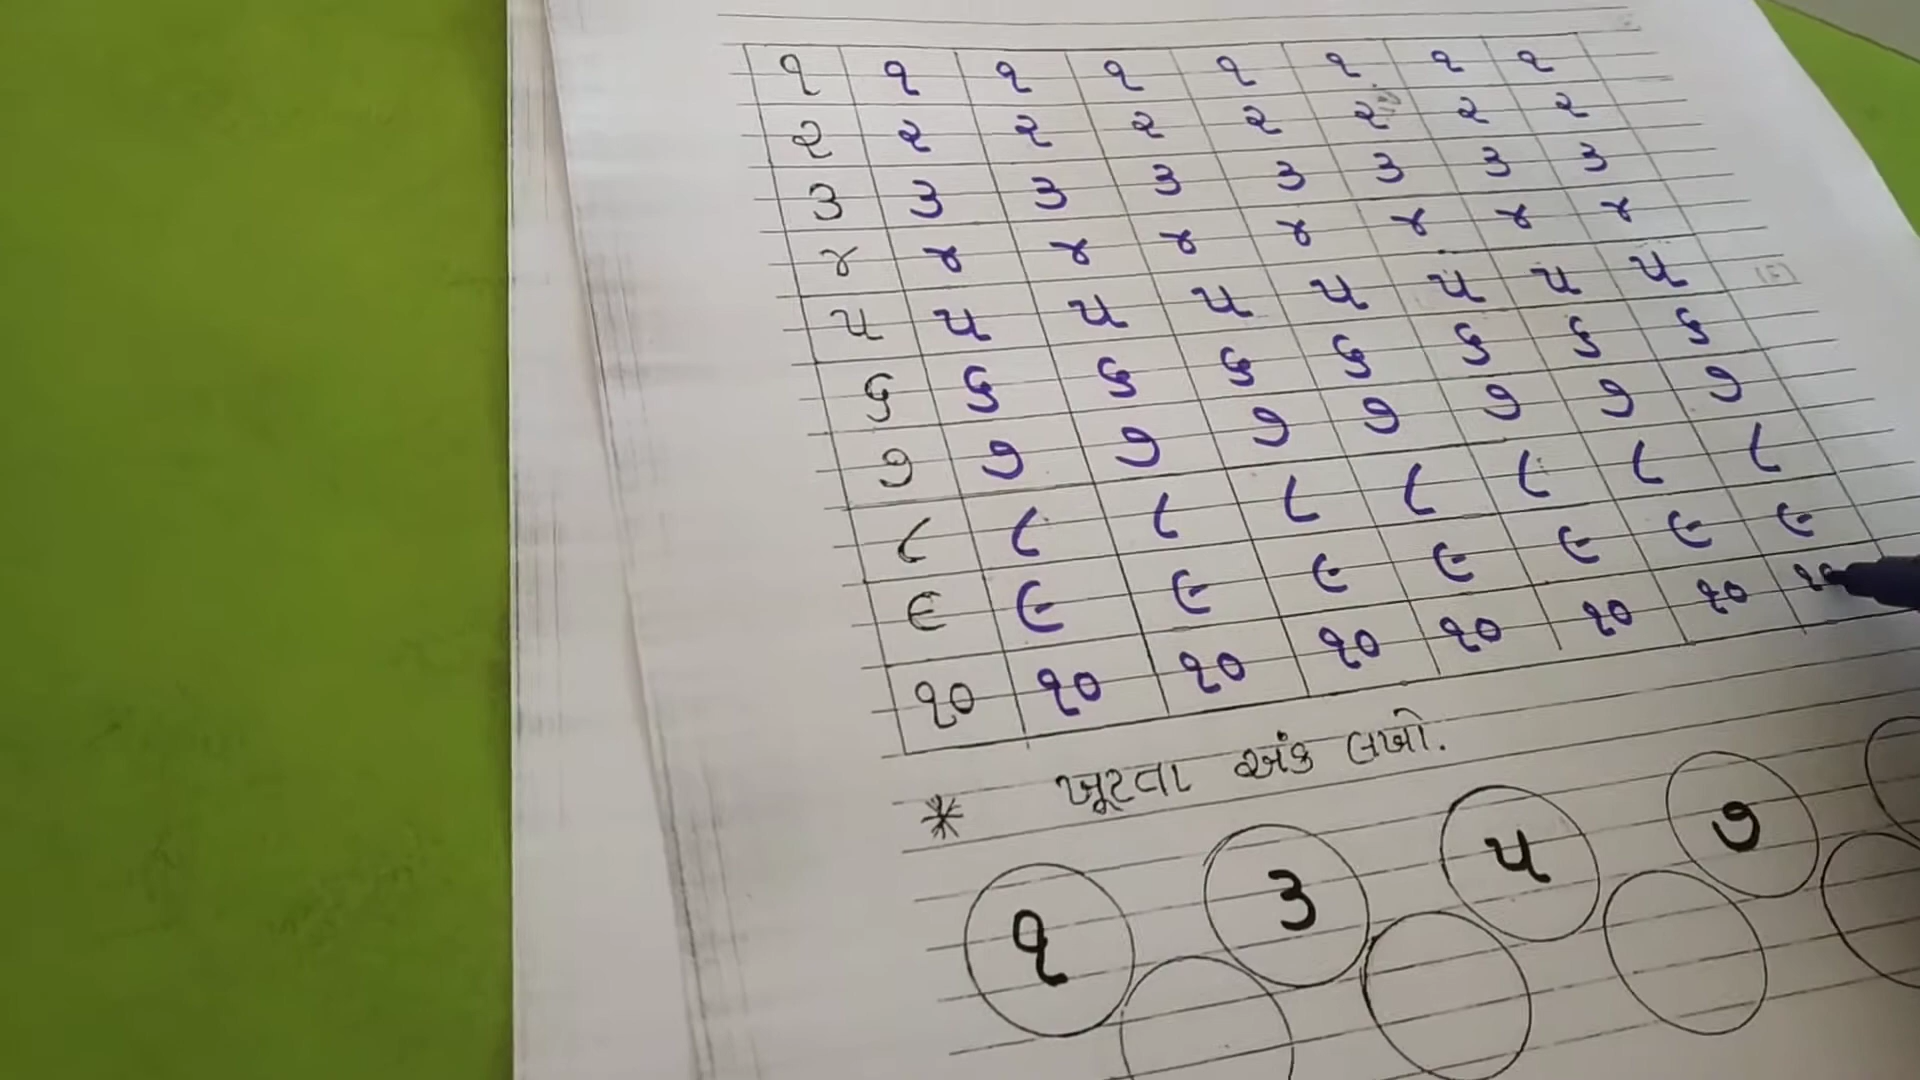 ૧ ૧ ૧ ૧ ૧ ૧ ૧ ૧
૨ ૨ ૨ ૨ ૨ ૨ ૨ ૨
૩ ૩ ૩ ૩ ૩ ૩ ૩ ૩
૪ ૪ ૪ ૪ ૪ ૪ ૪ ૪
૫ ૫ ૫ ૫ ૫ ૫ ૫ ૫
૬ ૬ ૬ ૬ ૬ ૬ ૬ ૬
૭ ૭ ૭ ૭ ૭ ૭ ૭ ૭
૮ ૮ ૮ ૮ ૮ ૮ ૮ ૮
૯ ૯ ૯ ૯ ૯ ૯ ૯ ૯
૧૦ ૧૦ ૧૦ ૧૦ ૧૦ ૧૦ ૧૦ ૧૦
* ખૂટતા અંક લખો.
૧ ૩ ૫ ૭